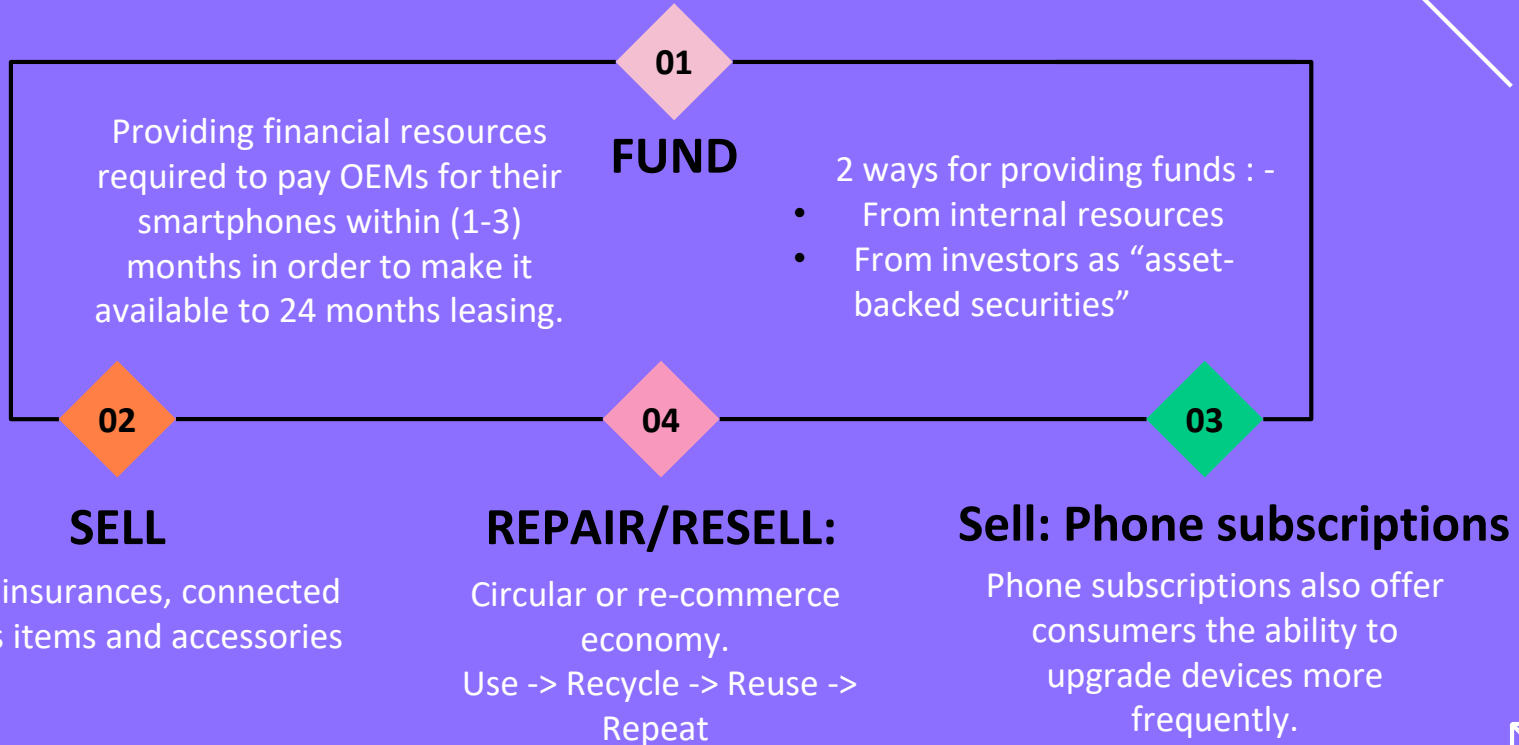 01
FUND
Providing financial resources
required to pay OEMs for their
smartphones within (1-3)
months in order to make it
available to 24 months leasing.
2 ways for providing funds : -
• From internal resources
• From investors as “asset-
backed securities”
02
SELL
insurances, connected
items and accessories
04
REPAIR/RESELL:
Circular or re-commerce
economy.
Use -> Recycle -> Reuse ->
Repeat
03
Sell: Phone subscriptions
Phone subscriptions also offer
consumers the ability to
upgrade devices more
frequently.